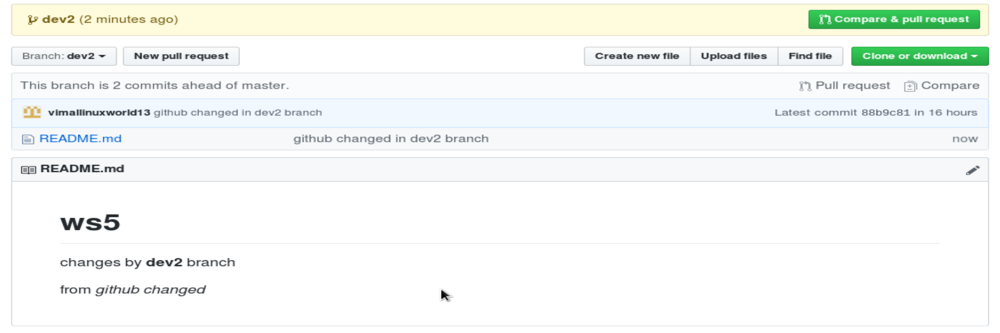 dev2 (2 minutes ago) Compare & pull request
Branch: dev2 New pull request Create new file Upload files Find file Clone or download
This branch is 2 commits ahead of master. Pull request Compare
vimallinuxworld13 github changed in dev2 branch Latest commit 88b9c81 in 16 hours
README.md github changed in dev2 branch now
README.md
ws5
changes by dev2 branch
from github changed